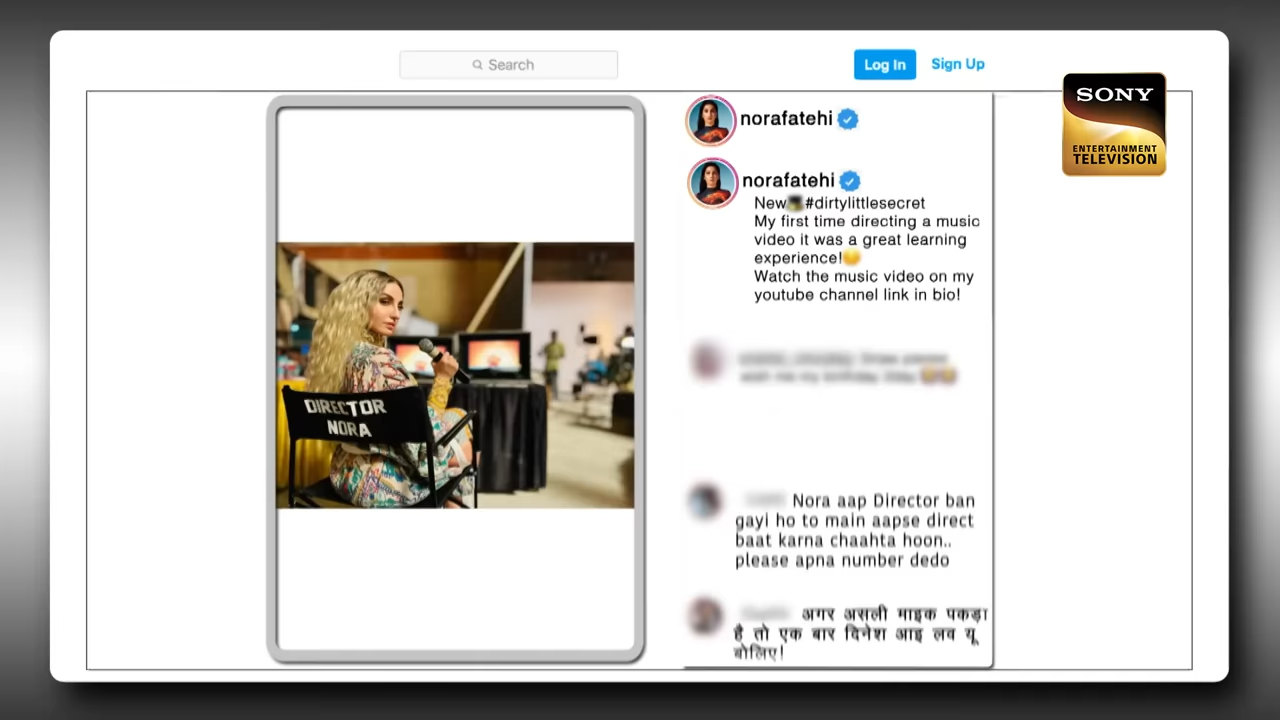 Search
Log In
Sign Up
SONY
ENTERTAINMENT
TELEVISION
norafatehi
norafatehi
New #dirtylittlesecret
My first time directing a music
video it was a great learning
experience!
Watch the music video on my
youtube channel link in bio!
DIRECTOR
NORA
Nora aap Director ban
gayi ho to main aapse direct
baat karna chaahta hoon..
please apna number dedo
अगर असली माइक पकड़ा
है तो एक बार दिनेश आइ लव यू
बोलिए!